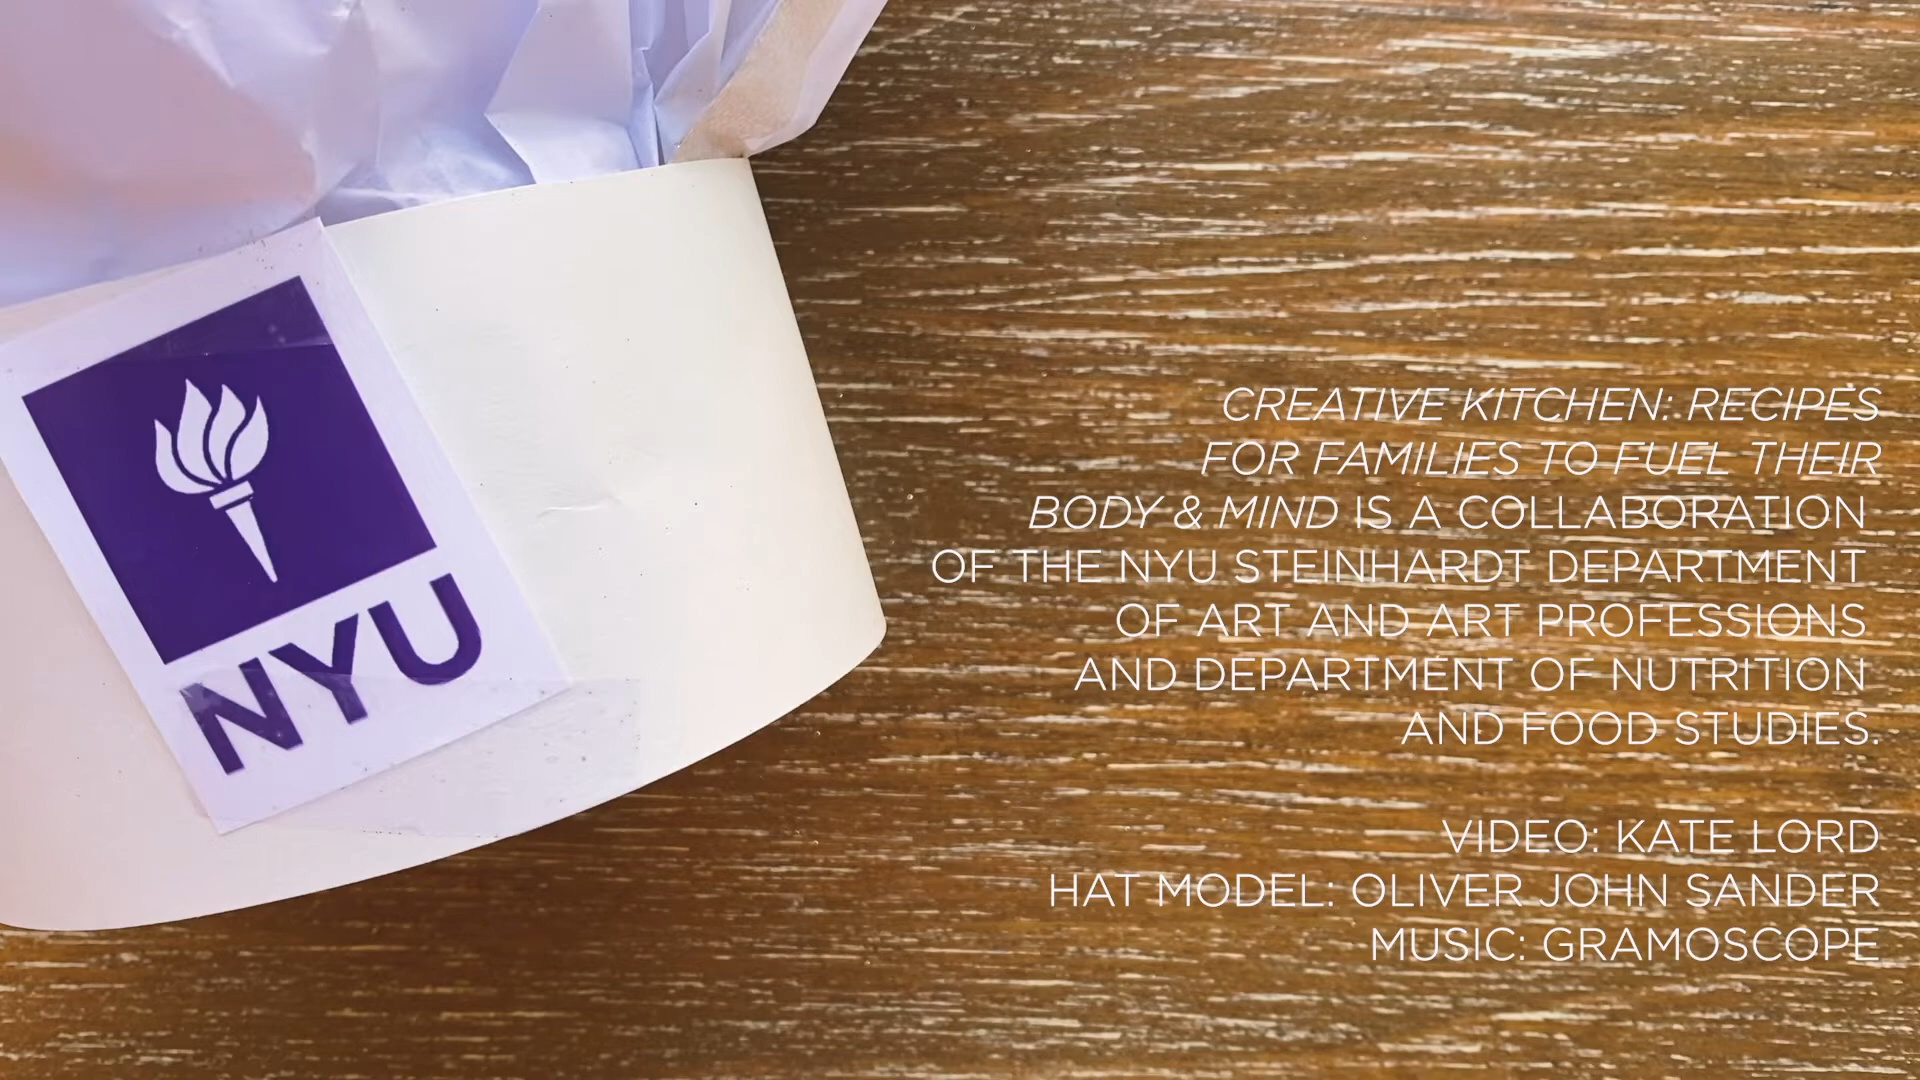 NYU
CREATIVE KITCHEN: RECIPES
FOR FAMILIES TO FUEL THEIR
BODY & MIND IS A COLLABORATION
OF THE NYU STEINHARDT DEPARTMENT
OF ART AND ART PROFESSIONS
AND DEPARTMENT OF NUTRITION
AND FOOD STUDIES.
VIDEO: KATE LORD
HAT MODEL: OLIVER JOHN SANDER
MUSIC: GRAMOSCOPE